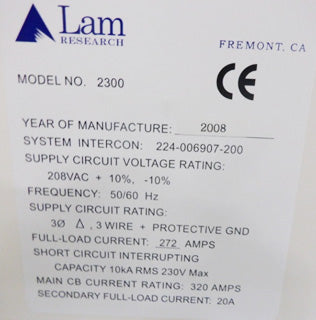 Lam
RESEARCH
FREMONT, CA
MODEL NO. 2300
CE
YEAR OF MANUFACTURE: 2008
SYSTEM INTERCON: 224-006907-200
SUPPLY CIRCUIT VOLTAGE RATING:
208VAC + 10%, -10%
FREQUENCY: 50/60 Hz
SUPPLY CIRCUIT RATING:
3Ø Δ, 3 WIRE + PROTECTIVE GND
FULL-LOAD CURRENT: 272 AMPS
SHORT CIRCUIT INTERRUPTING
CAPACITY 10kA RMS 230V Max
MAIN CB CURRENT RATING: 320 AMPS
SECONDARY FULL-LOAD CURRENT: 20A